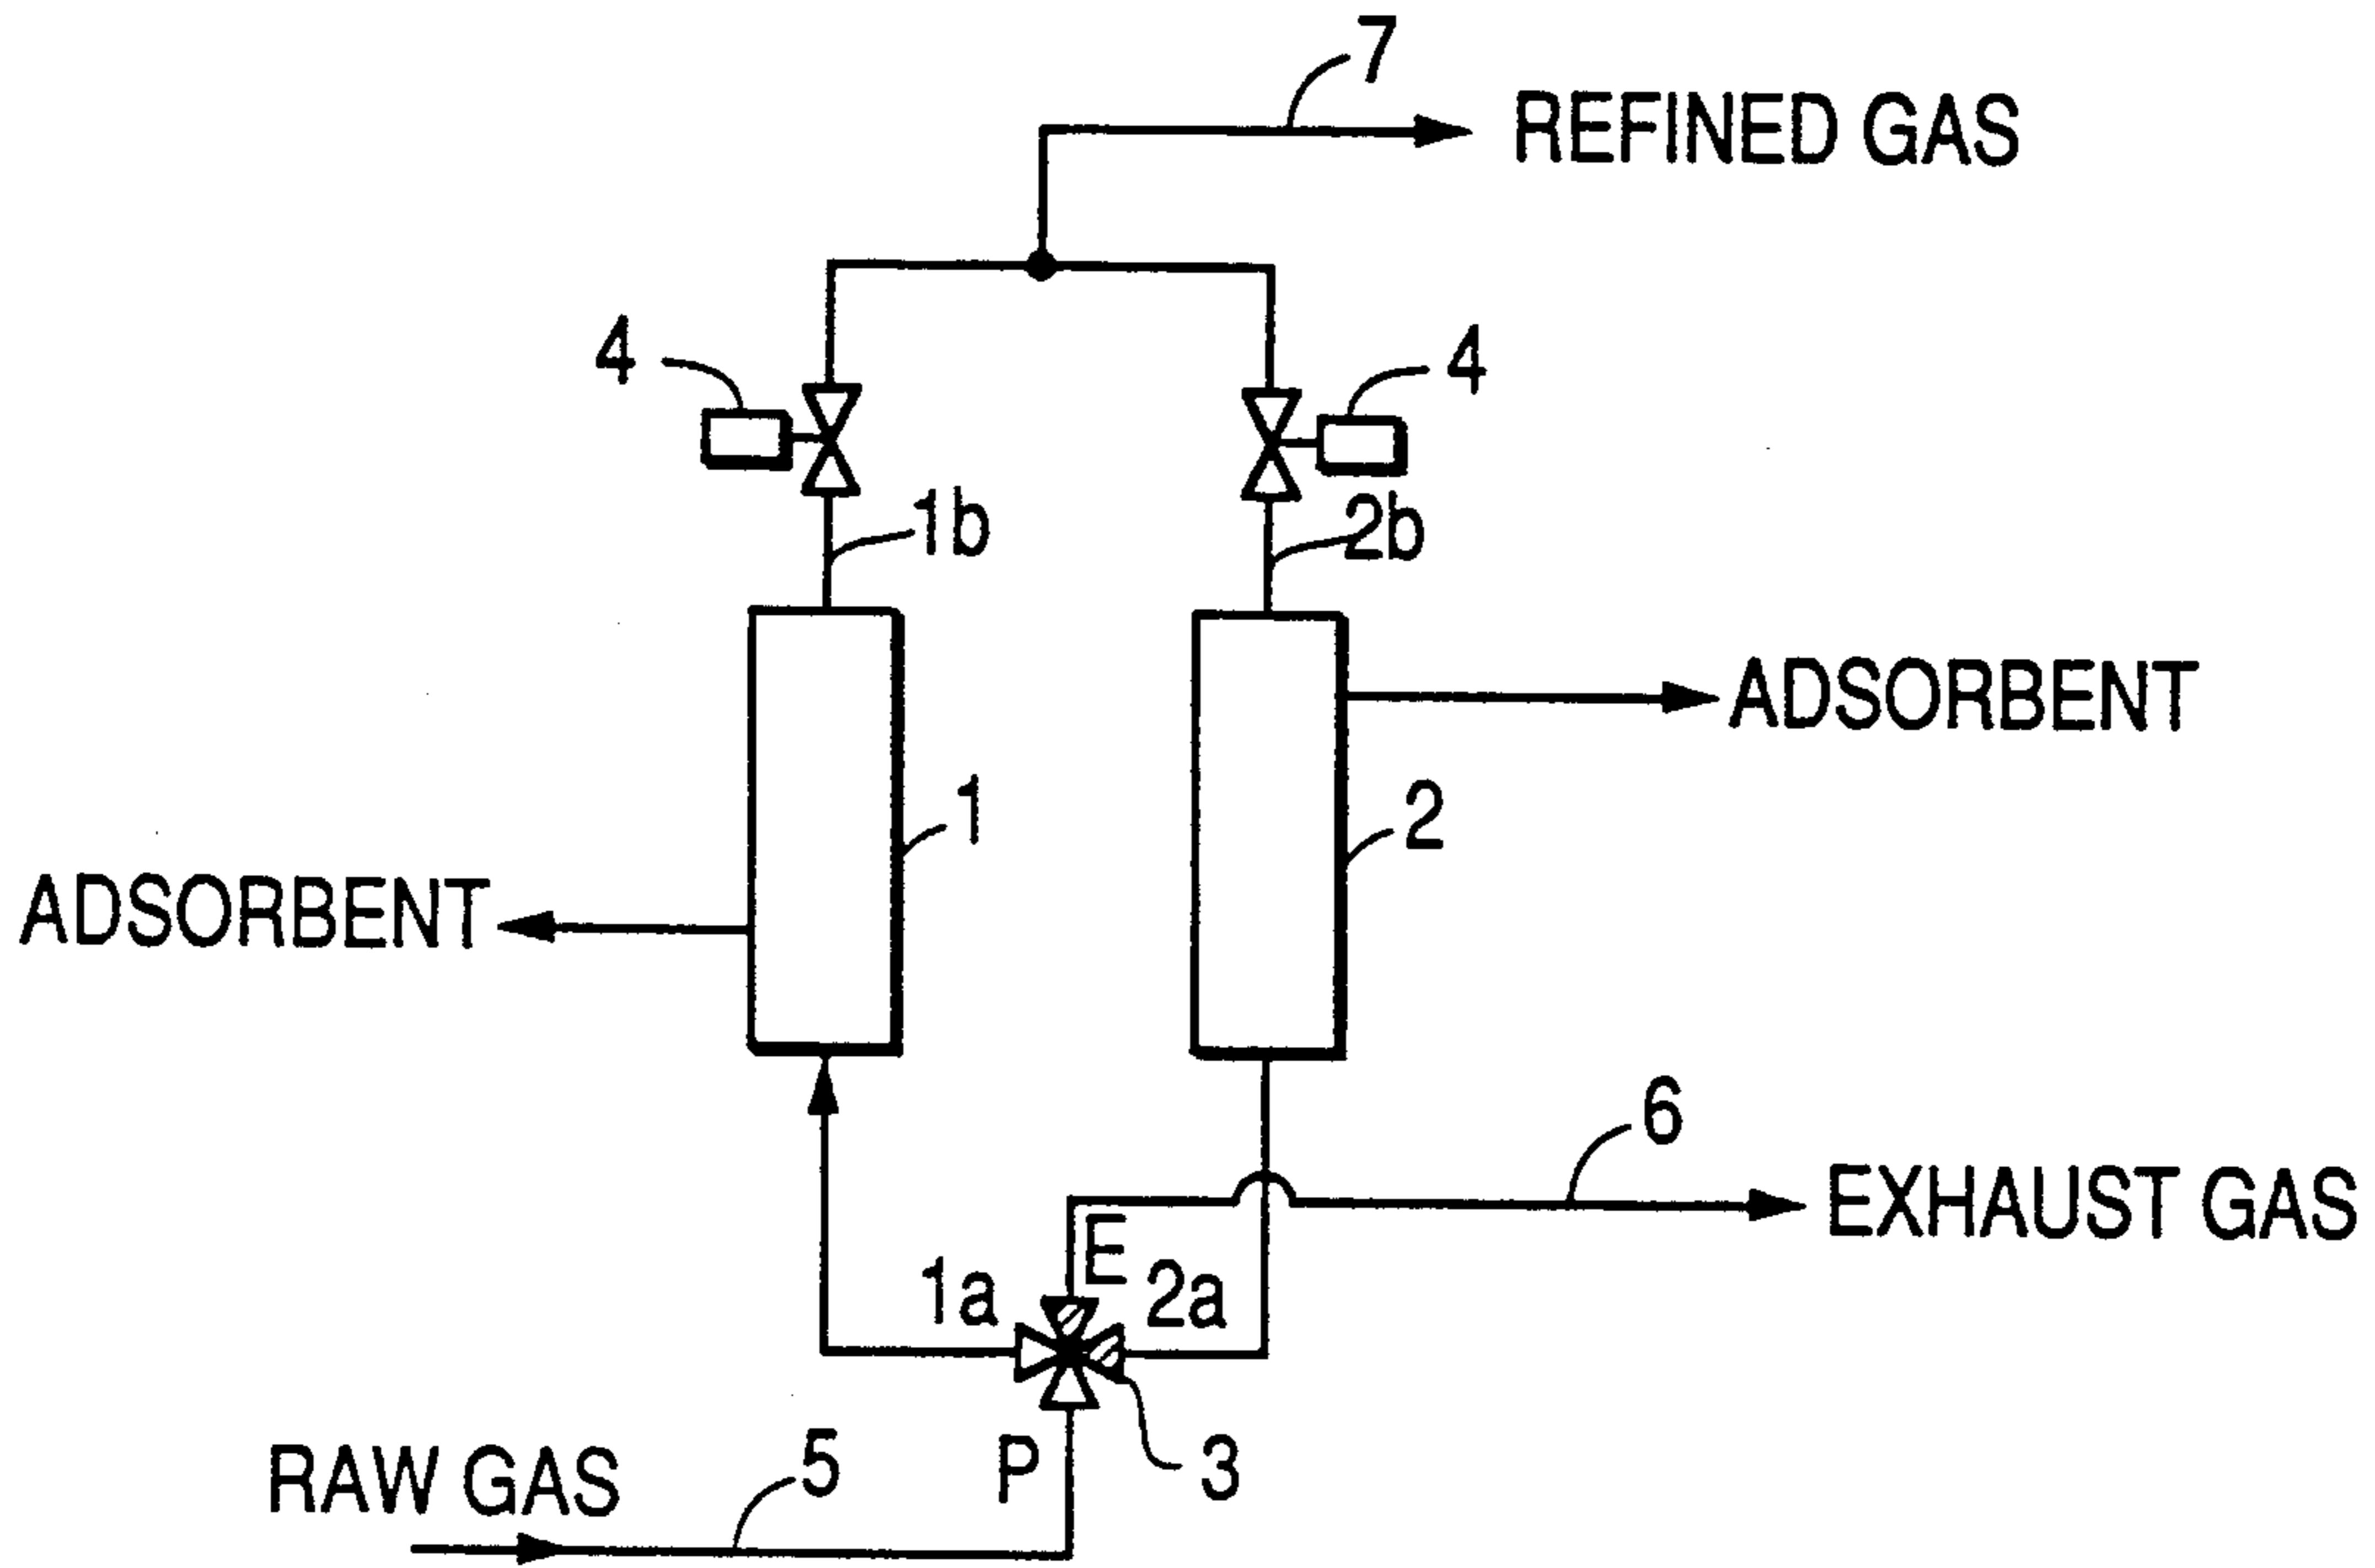 7
REFINED GAS
4
4
1b
2b
ADSORBENT
1
2
ADSORBENT
6
EXHAUST GAS
E
1a
2a
P
3
5
RAW GAS